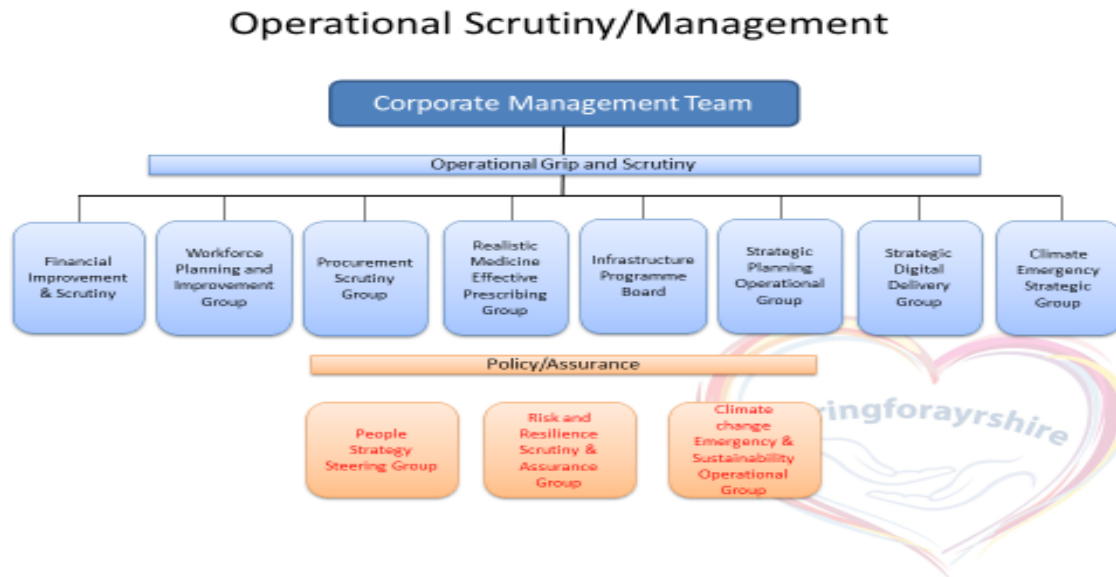 Operational Scrutiny/Management
Corporate Management Team
Operational Grip and Scrutiny
Financial
Improvement
& Scrutiny
Workforce
Planning and
Improvement
Group
Procurement
Scrutiny
Group
Realistic
Medicine
Effective
Prescribing
Group
Infrastructure
Programme
Board
Strategic
Planning
Operational
Group
Strategic
Digital
Delivery
Group
Climate
Emergency
Strategic
Group
Policy/Assurance
People
Strategy
Steering Group
Risk and
Resilience
Scrutiny &
Assurance
Group
Climate
change
Emergency &
Sustainability
Operational
Group
ringforayrshire